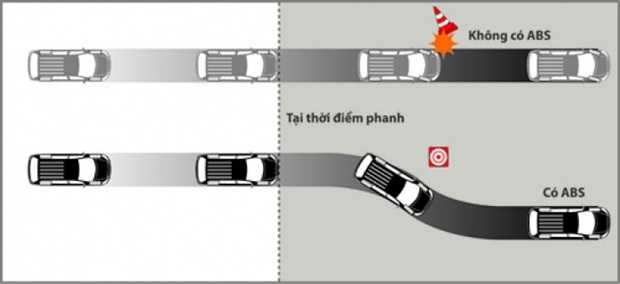 Không có ABS
Tại thời điểm phanh
Có ABS